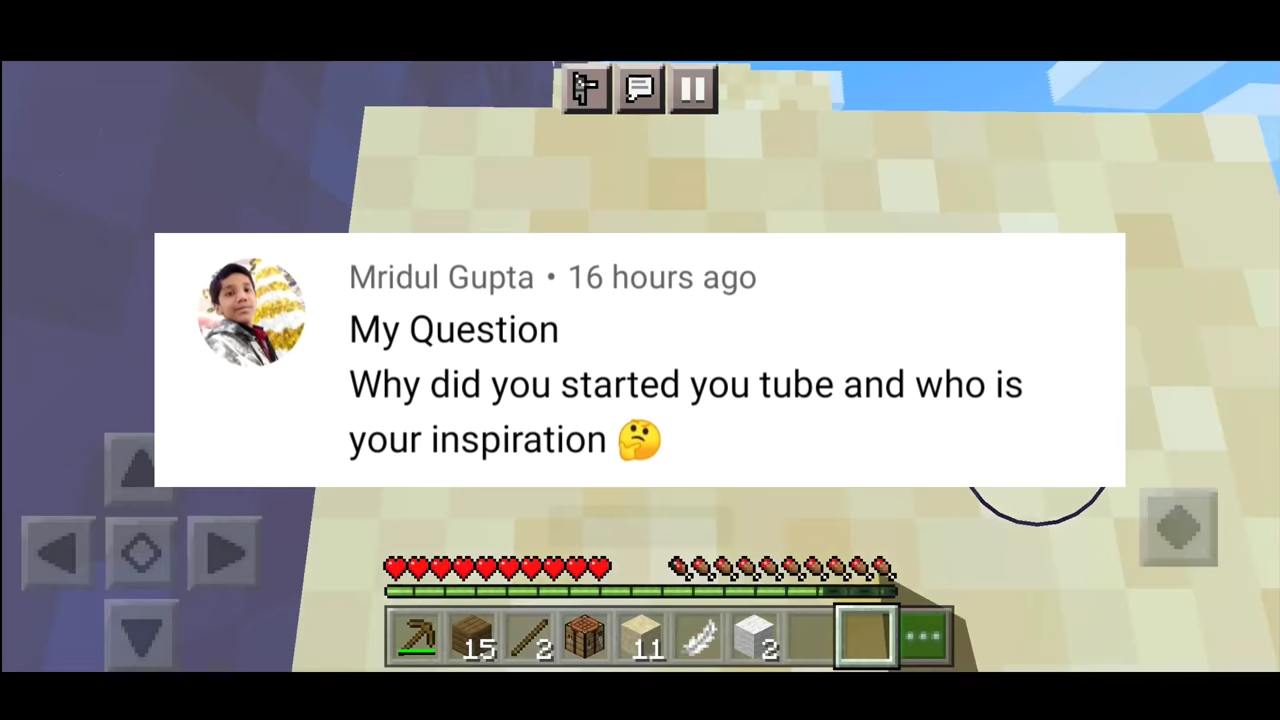 Mridul Gupta • 16 hours ago
My Question
Why did you started you tube and who is
your inspiration 🤔
15 2 11 2